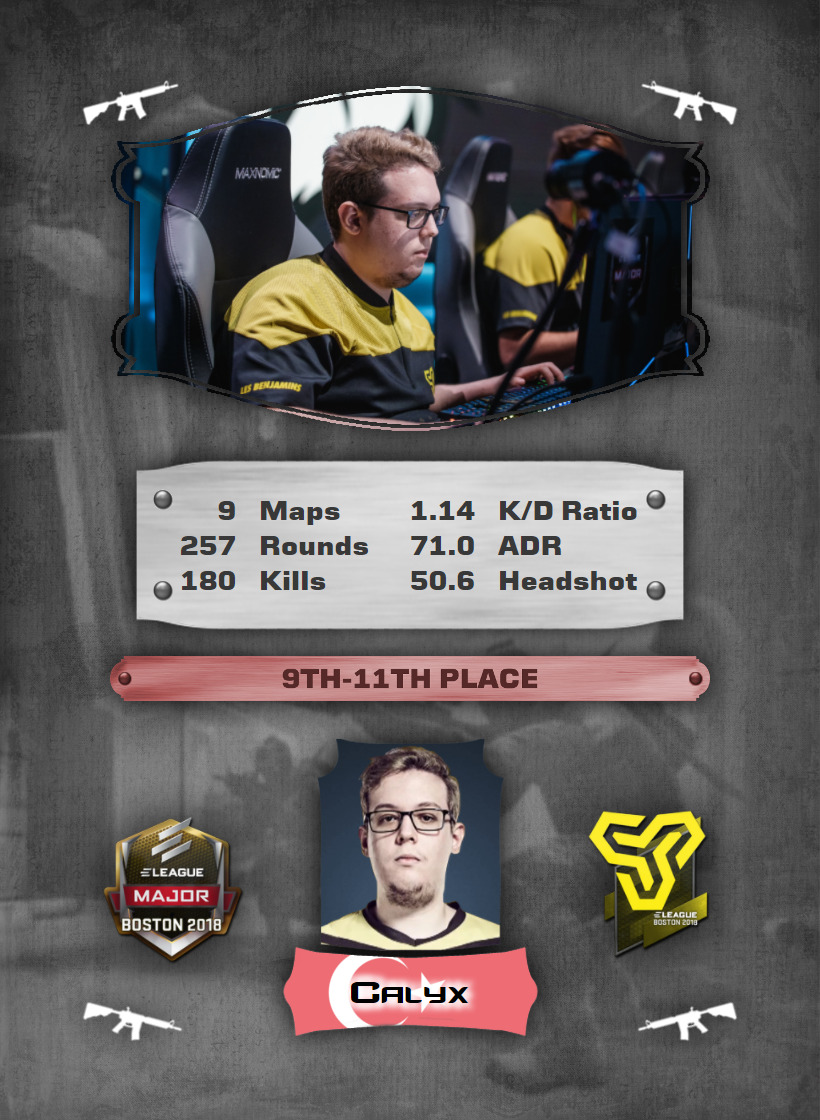 MAXNOMIC
MAJOR
LES BENJAMINS
9 Maps 1.14 K/D Ratio
257 Rounds 71.0 ADR
180 Kills 50.6 Headshot
9TH-11TH PLACE
ELEAGUE
MAJOR
BOSTON 2018
ELEAGUE
BOSTON 2018
Calyx